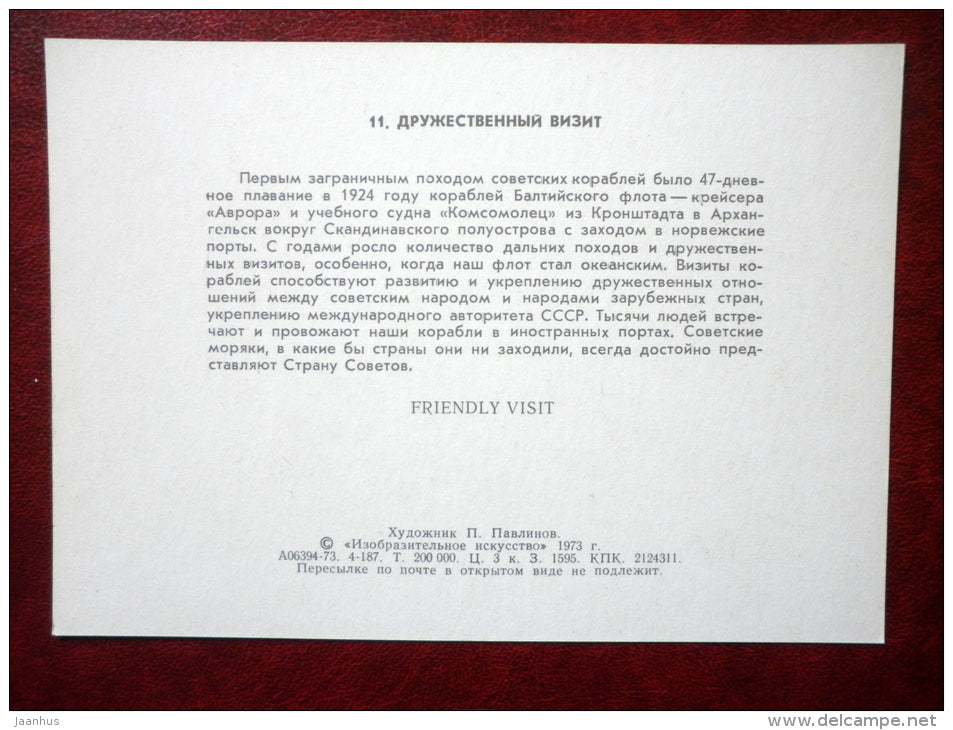 11. ДРУЖЕСТВЕННЫЙ ВИЗИТ
Первым заграничным походом советских кораблей было 47-днев-
ное плавание в 1924 году кораблей Балтийского флота — крейсера
«Аврора» и учебного судна «Комсомолец» из Кронштадта в Архан-
гельск вокруг Скандинавского полуострова с заходом в норвежские
порты. С годами росло количество дальних походов и дружествен-
ных визитов, особенно, когда наш флот стал океанским. Визиты ко-
раблей способствуют развитию и укреплению дружественных отно-
шений между советским народом и народами зарубежных стран,
укреплению международного авторитета СССР. Тысячи людей встре-
чают и провожают наши корабли в иностранных портах. Советские
моряки, в какие бы страны они ни заходили, всегда достойно пред-
ставляют Страну Советов.
FRIENDLY VISIT
Художник П. Павлинов.
© «Изобразительное искусство» 1973 г.
А06394-73. 4-187. Т. 200 000. Ц. 3 к. З. 1595. КПК. 2124311.
Пересылке по почте в открытом виде не подлежит.
jaanhus
www.delcampe.net